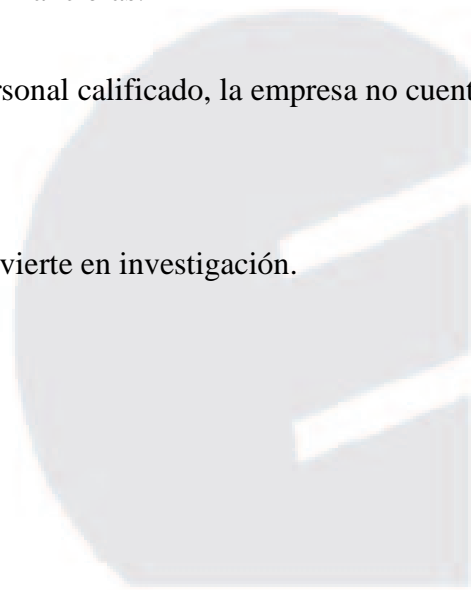 rsonal calificado, la empresa no cuent
vierte en investigación.